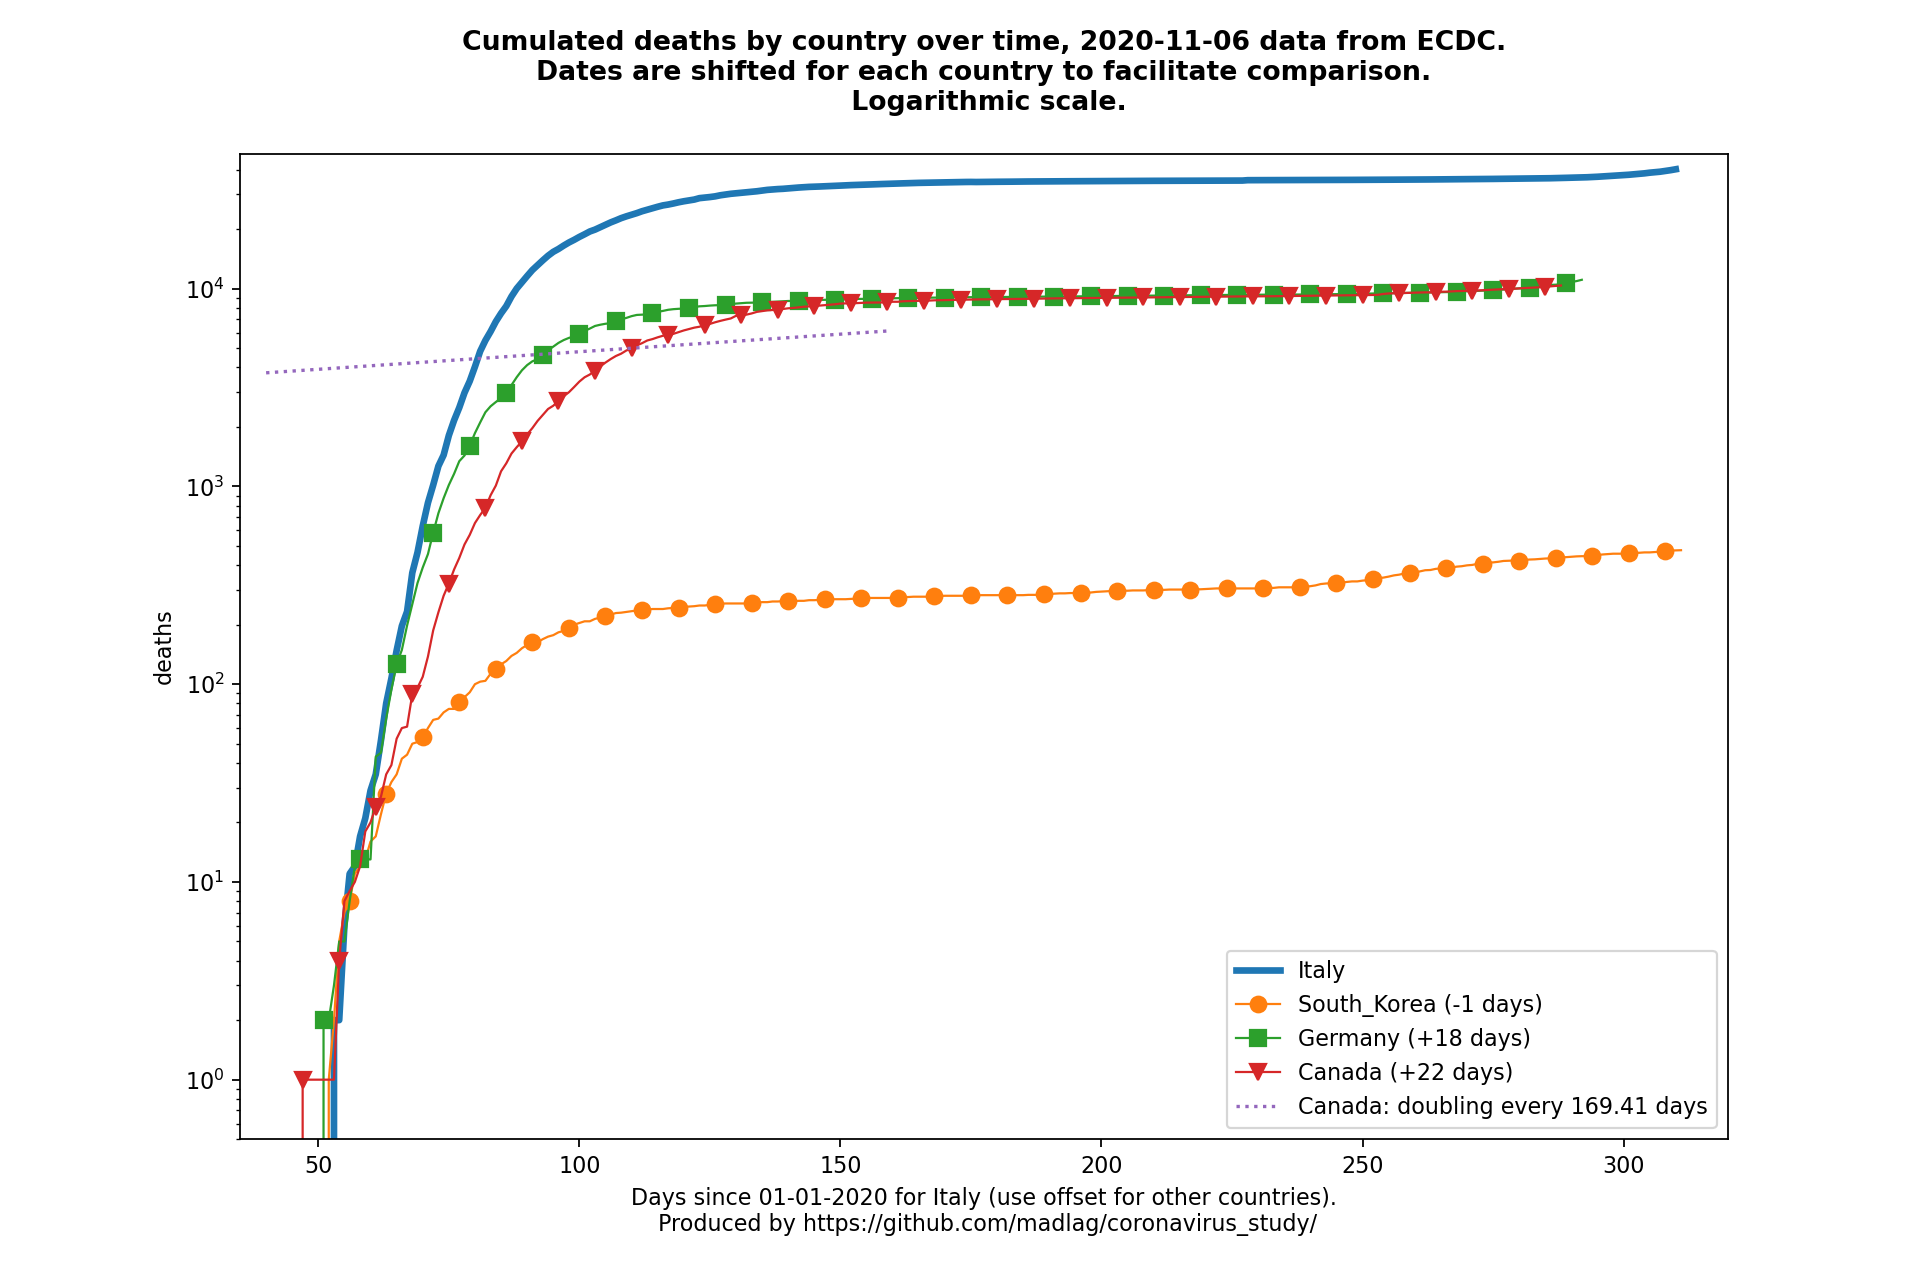 Cumulated deaths by country over time, 2020-11-06 data from ECDC.
Dates are shifted for each country to facilitate comparison.
Logarithmic scale.
deaths
10^4
10^3
10^2
10^1
10^0
50 100 150 200 250 300
Italy
South_Korea (-1 days)
Germany (+18 days)
Canada (+22 days)
Canada: doubling every 169.41 days
Days since 01-01-2020 for Italy (use offset for other countries).
Produced by https://github.com/madlag/coronavirus_study/